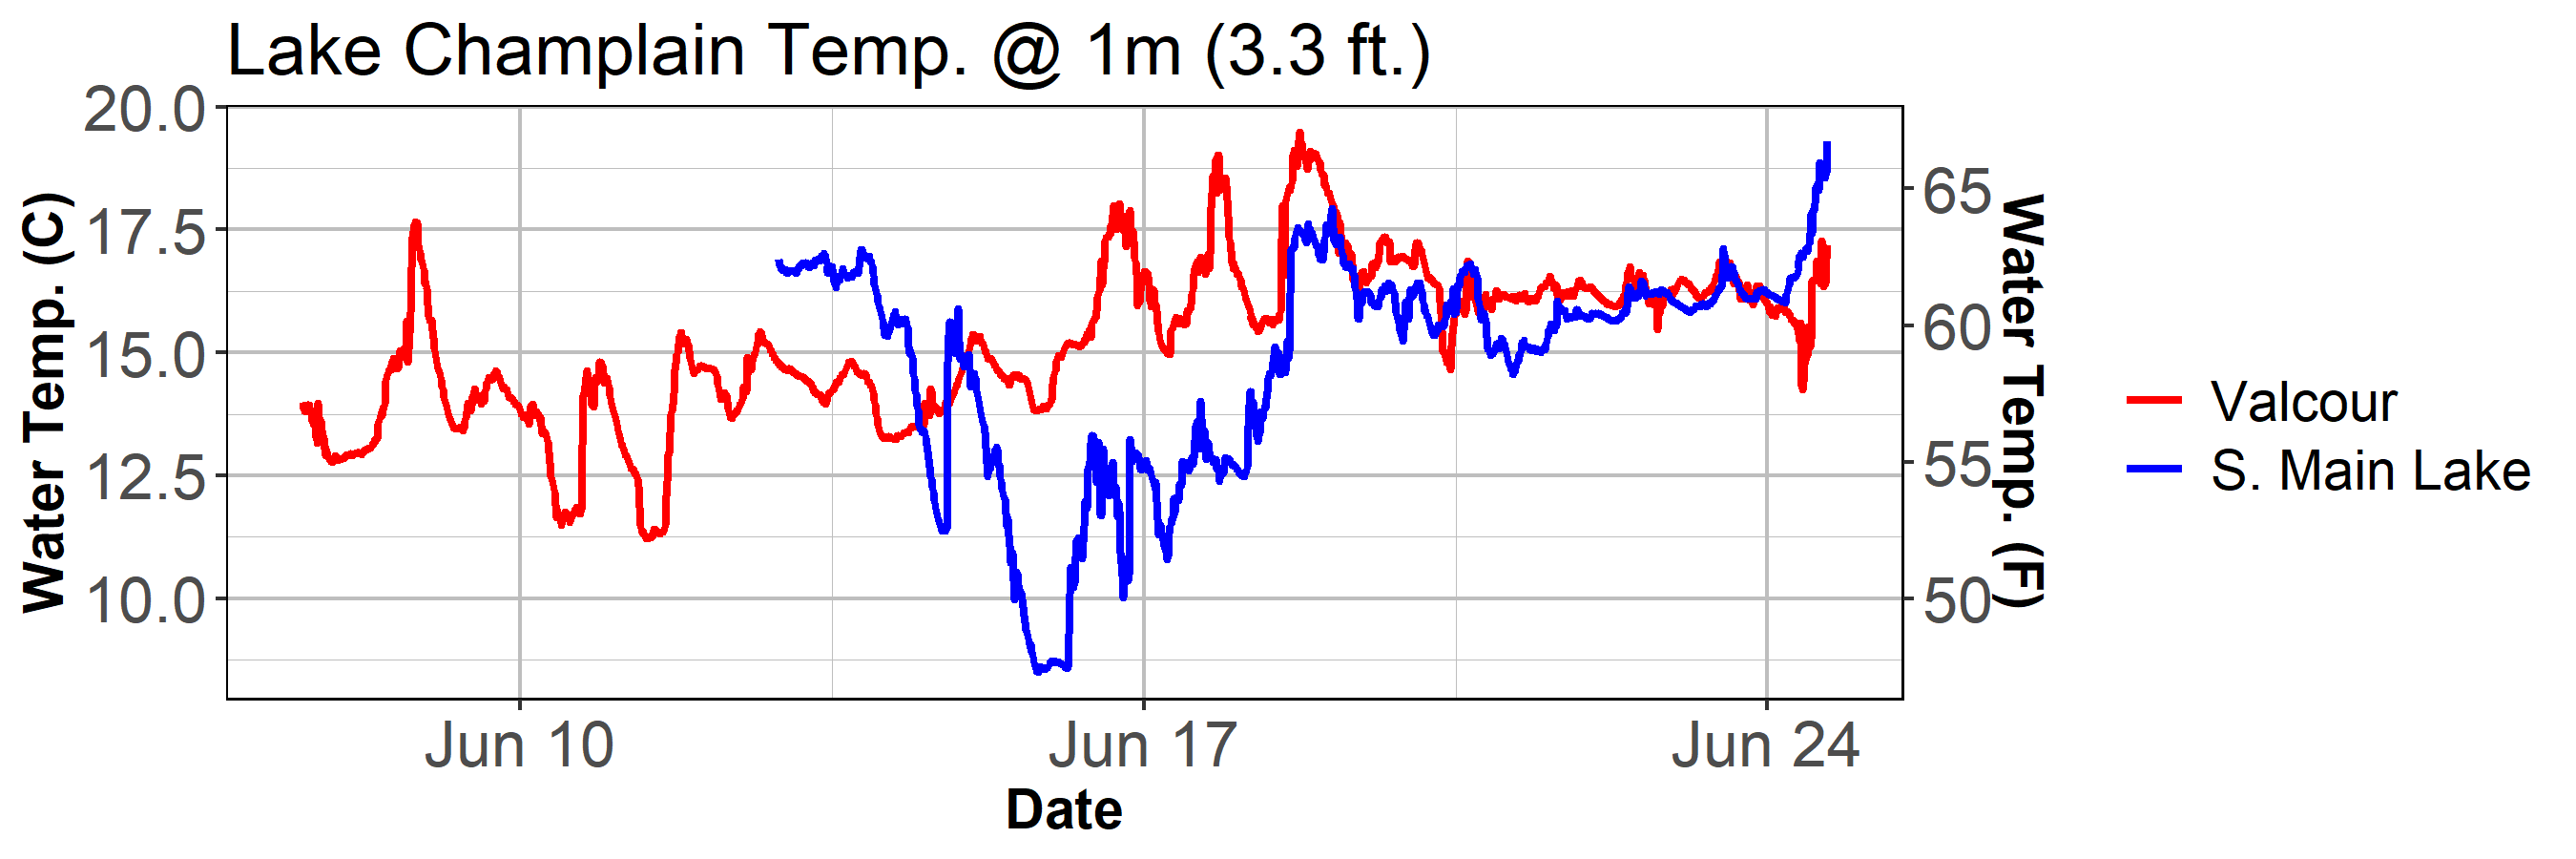 Lake Champlain Temp. @ 1m (3.3 ft.)
Water Temp. (C)
20.0
17.5
15.0
12.5
10.0
65
60
55
50
Water Temp. (F)
Jun 10
Jun 17
Jun 24
Date
Valcour
S. Main Lake